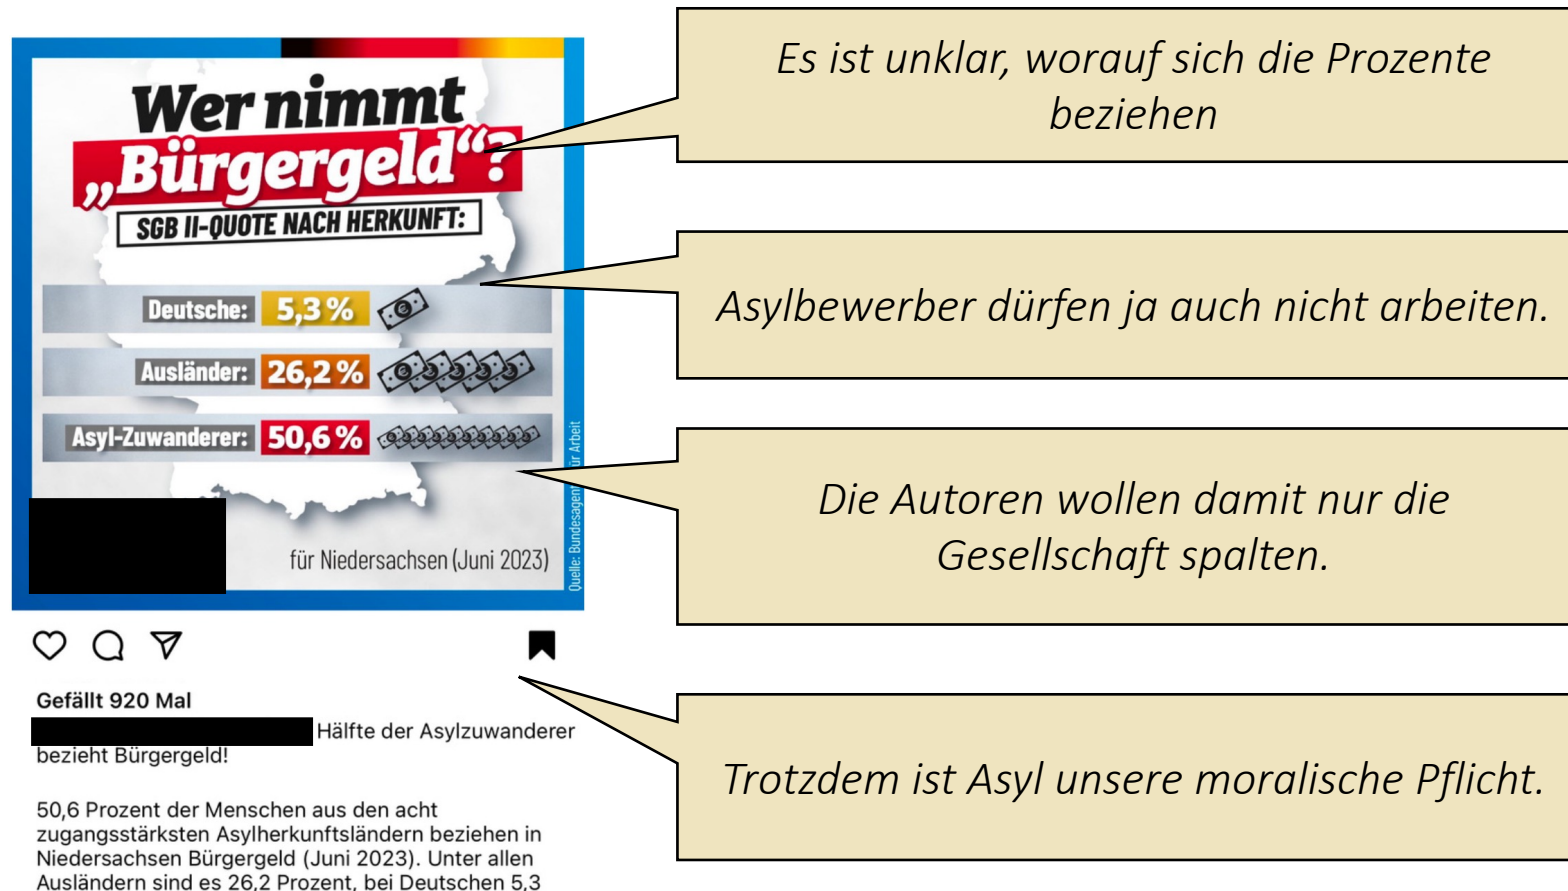 Wer nimmt
„Bürgergeld“?
SGB II-QUOTE NACH HERKUNFT:
Deutsche: 5,3 %
Ausländer: 26,2 %
Asyl-Zuwanderer: 50,6 %
für Niedersachsen (Juni 2023)
Quelle: Bundesagentur für Arbeit
Gefällt 920 Mal
Hälfte der Asylzuwanderer
bezieht Bürgergeld!
50,6 Prozent der Menschen aus den acht
zugangsstärksten Asylherkunftsländern beziehen in
Niedersachsen Bürgergeld (Juni 2023). Unter allen
Ausländern sind es 26,2 Prozent, bei Deutschen 5,3
Es ist unklar, worauf sich die Prozente
beziehen
Asylbewerber dürfen ja auch nicht arbeiten.
Die Autoren wollen damit nur die
Gesellschaft spalten.
Trotzdem ist Asyl unsere moralische Pflicht.